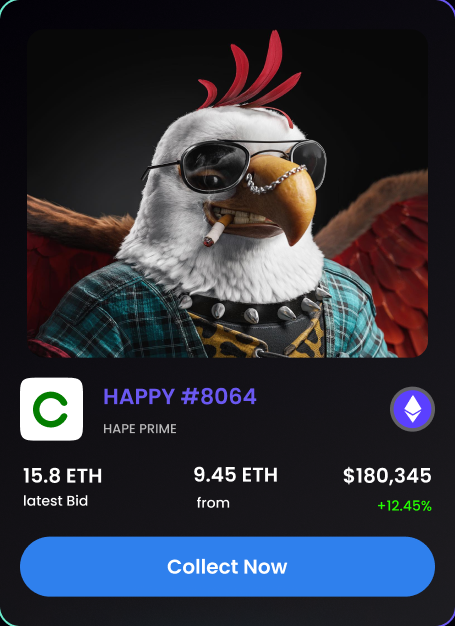 HAPPY #8064
HAPE PRIME
15.8 ETH
latest Bid
9.45 ETH
from
$180,345
+12.45%
Collect Now